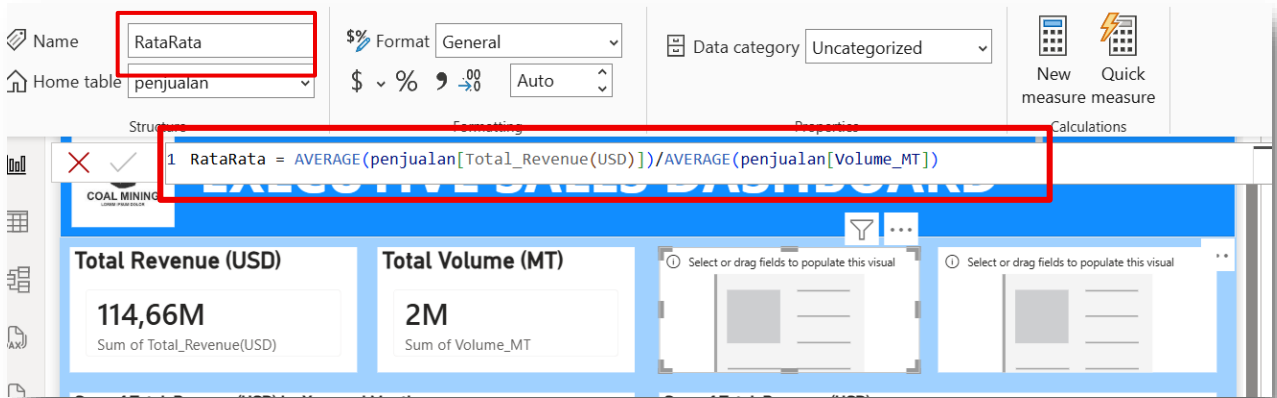 Name RataRata $% Format General Data category Uncategorized
Home table penjualan $ % , .00 →.0 Auto New measure Quick measure
Structure Formatting Properties Calculations
1 RataRata = AVERAGE(penjualan[Total_Revenue(USD)])/AVERAGE(penjualan[Volume_MT])
COAL MINING EXECUTIVE SALES DASHBOARD
Total Revenue (USD) Total Volume (MT) Select or drag fields to populate this visual Select or drag fields to populate this visual
114,66M 2M
Sum of Total_Revenue(USD) Sum of Volume_MT